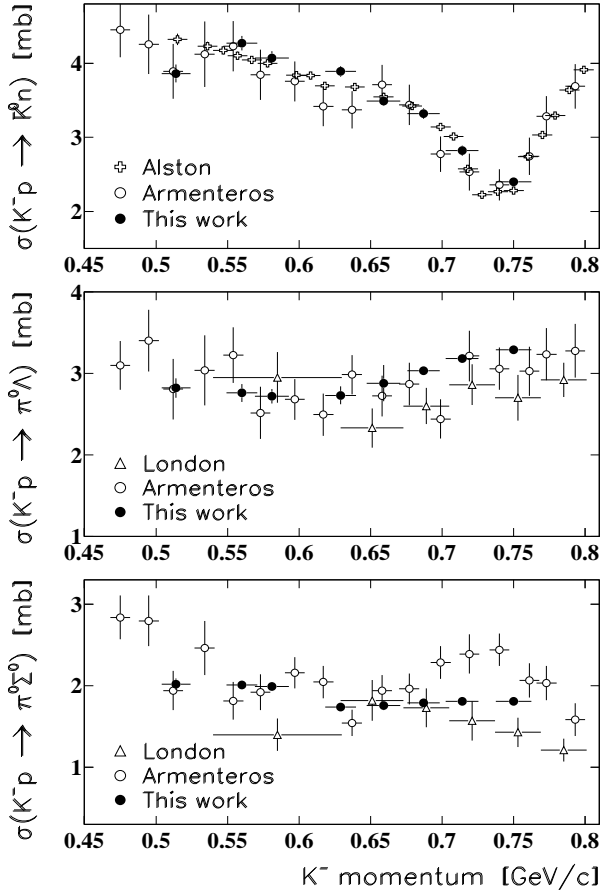 σ(K⁻p → K̄⁰n) [mb]
4
3
2
Alston
Armenteros
This work
0.45 0.5 0.55 0.6 0.65 0.7 0.75 0.8
σ(K⁻p → π⁰Λ) [mb]
4
3
2
1
London
Armenteros
This work
0.45 0.5 0.55 0.6 0.65 0.7 0.75 0.8
σ(K⁻p → π⁰Σ⁰) [mb]
3
2
1
London
Armenteros
This work
0.45 0.5 0.55 0.6 0.65 0.7 0.75 0.8
K⁻ momentum [GeV/c]